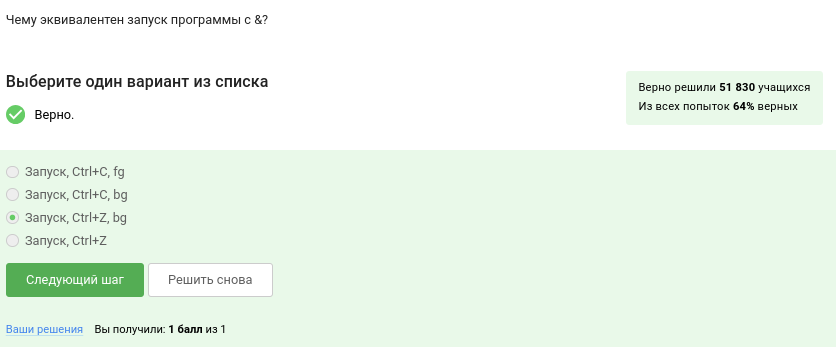 Чему эквивалентен запуск программы с &?
Выберите один вариант из списка
Верно.
Верно решили 51 830 учащихся
Из всех попыток 64% верных
Запуск, Ctrl+C, fg
Запуск, Ctrl+C, bg
Запуск, Ctrl+Z, bg
Запуск, Ctrl+Z
Следующий шаг
Решить снова
Ваши решения Вы получили: 1 балл из 1